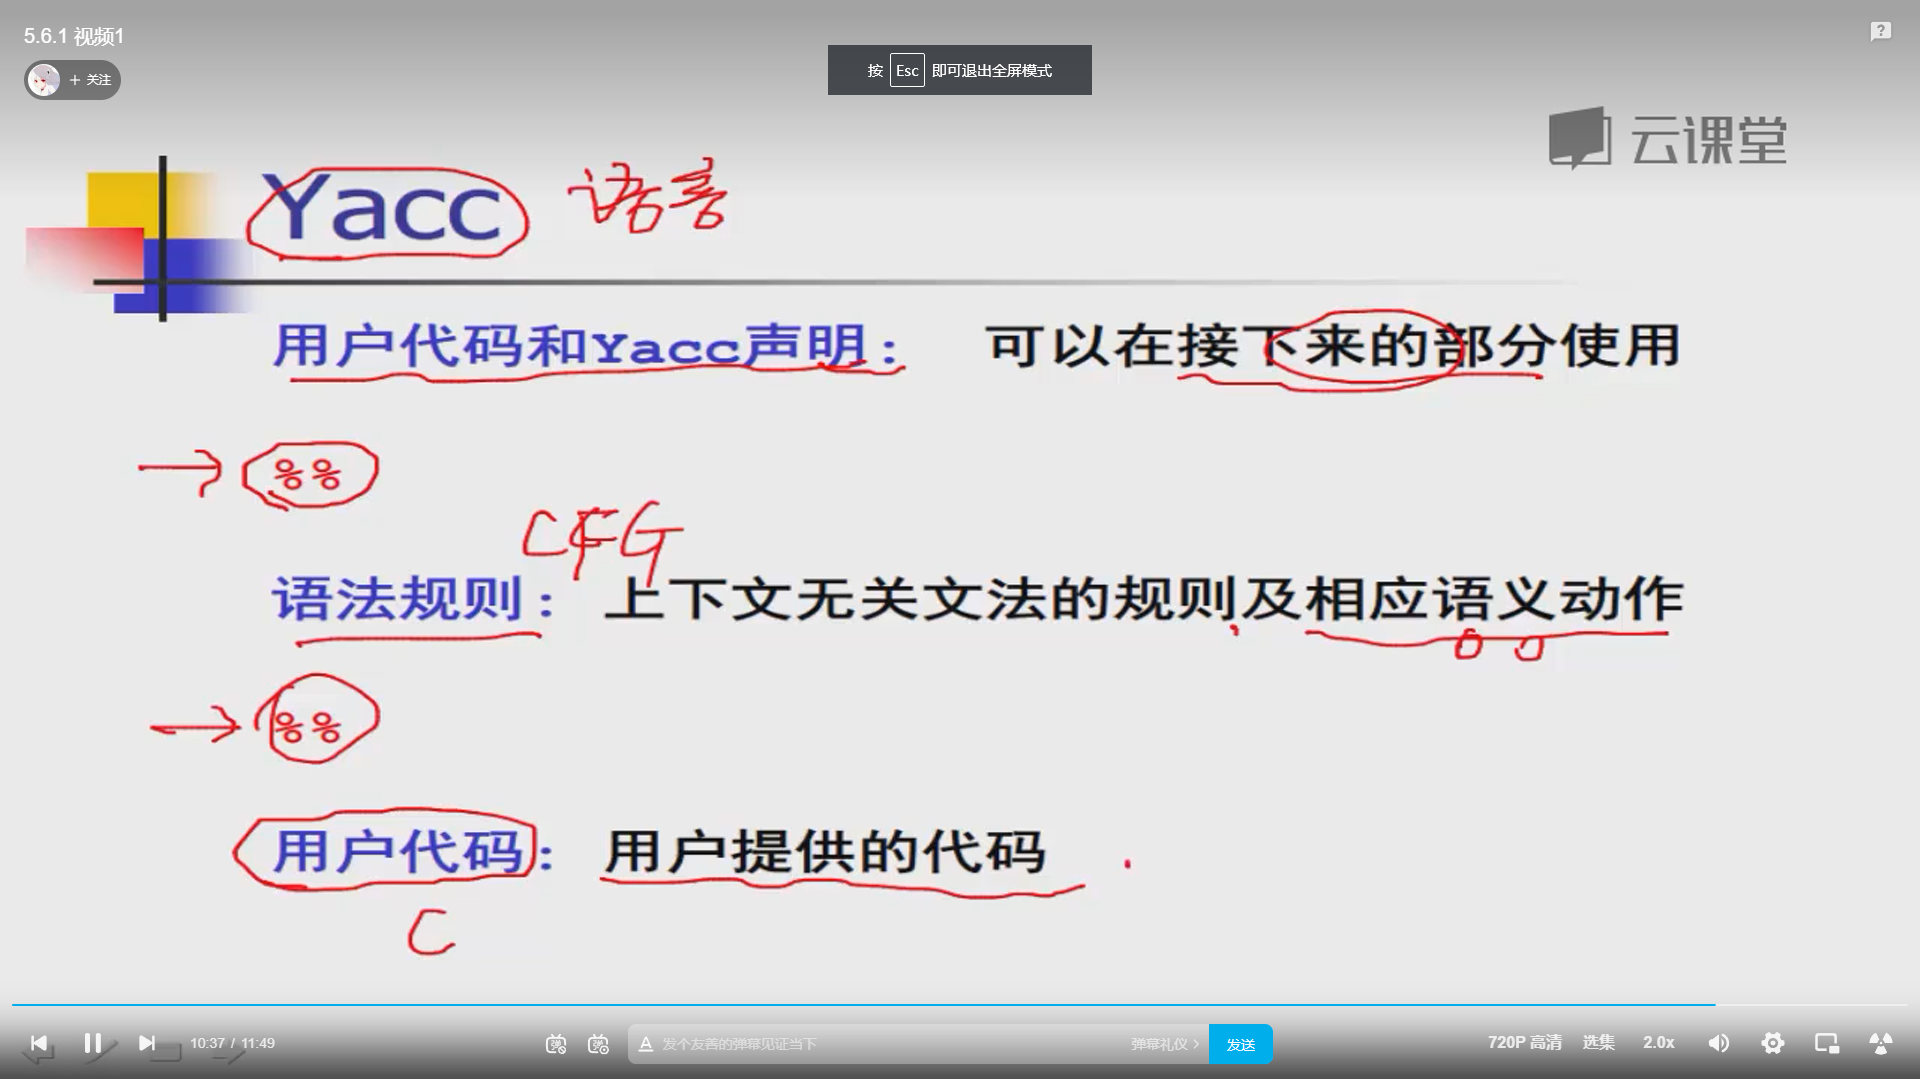 5.6.1 视频1
+ 关注
按 Esc 即可退出全屏模式
云课堂
Yacc 语言
用户代码和Yacc声明： 可以在接下来的部分使用
%%
CFG
语法规则： 上下文无关文法的规则及相应语义动作
%%
用户代码： 用户提供的代码
C
10:37 / 11:49
弹 弹 A 发个友善的弹幕见证当下 弹幕礼仪 > 发送
720P 高清 选集 2.0x